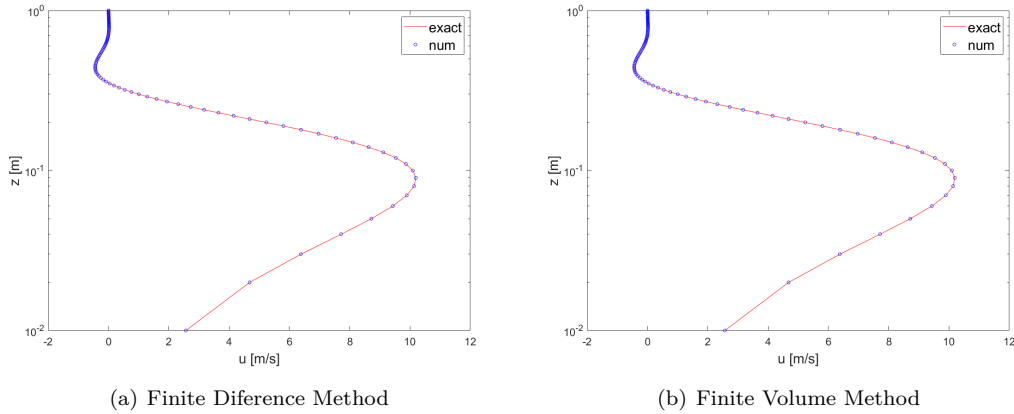 10^0
10^-1
10^-2
z [m]
-2 0 2 4 6 8 10 12
u [m/s]
exact
num
(a) Finite Diference Method
10^0
10^-1
10^-2
z [m]
-2 0 2 4 6 8 10 12
u [m/s]
exact
num
(b) Finite Volume Method